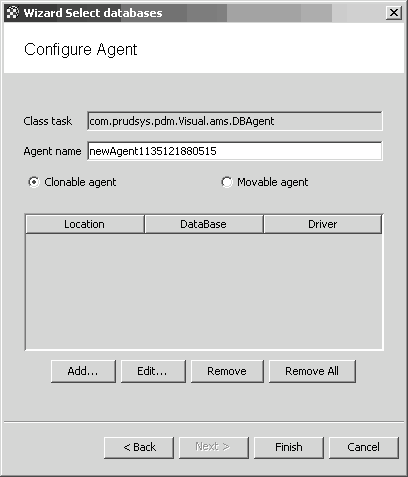 Wizard Select databases
Configure Agent
Class task com.prudsys.pdm.Visual.ams.DBAgent
Agent name newAgent1135121880515
Clonable agent Movable agent
Location DataBase Driver
Add... Edit... Remove Remove All
< Back Next > Finish Cancel